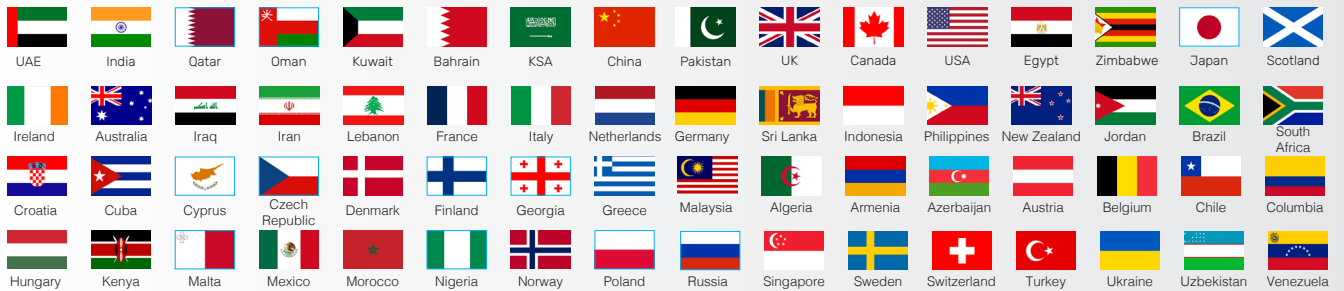 UAE India Qatar Oman Kuwait Bahrain KSA China Pakistan UK Canada USA Egypt Zimbabwe Japan Scotland
Ireland Australia Iraq Iran Lebanon France Italy Netherlands Germany Sri Lanka Indonesia Philippines New Zealand Jordan Brazil South
Africa
Croatia Cuba Cyprus Czech Denmark Finland Georgia Greece Malaysia Algeria Armenia Azerbaijan Austria Belgium Chile Columbia
Republic
Hungary Kenya Malta Mexico Morocco Nigeria Norway Poland Russia Singapore Sweden Switzerland Turkey Ukraine Uzbekistan Venezuela